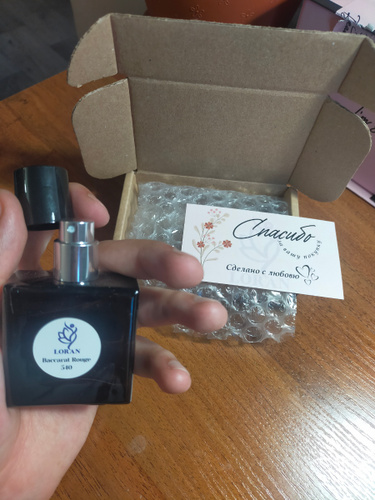 Спасибо
за вашу покупку
Сделано с любовью
LORAN
Baccarat Rouge
540